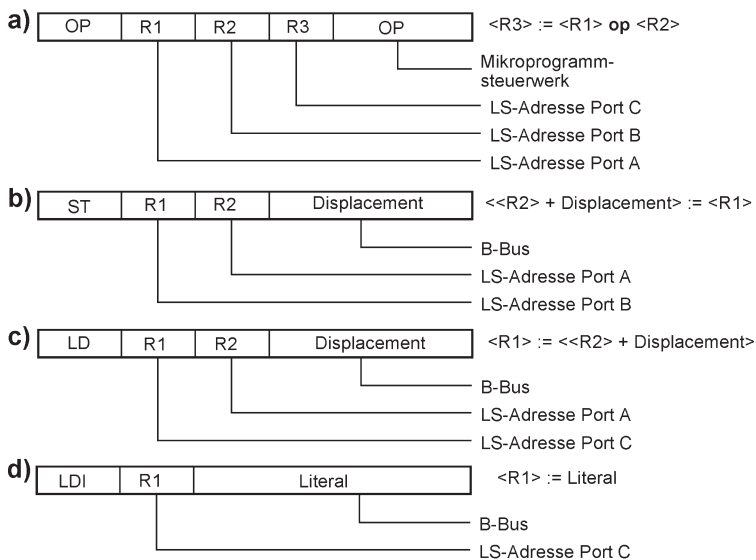 a) OP R1 R2 R3 OP <R3> := <R1> op <R2>
Mikroprogramm-
steuerwerk
LS-Adresse Port C
LS-Adresse Port B
LS-Adresse Port A
b) ST R1 R2 Displacement <<R2> + Displacement> := <R1>
B-Bus
LS-Adresse Port A
LS-Adresse Port B
c) LD R1 R2 Displacement <R1> := <<R2> + Displacement>
B-Bus
LS-Adresse Port A
LS-Adresse Port C
d) LDI R1 Literal <R1> := Literal
B-Bus
LS-Adresse Port C